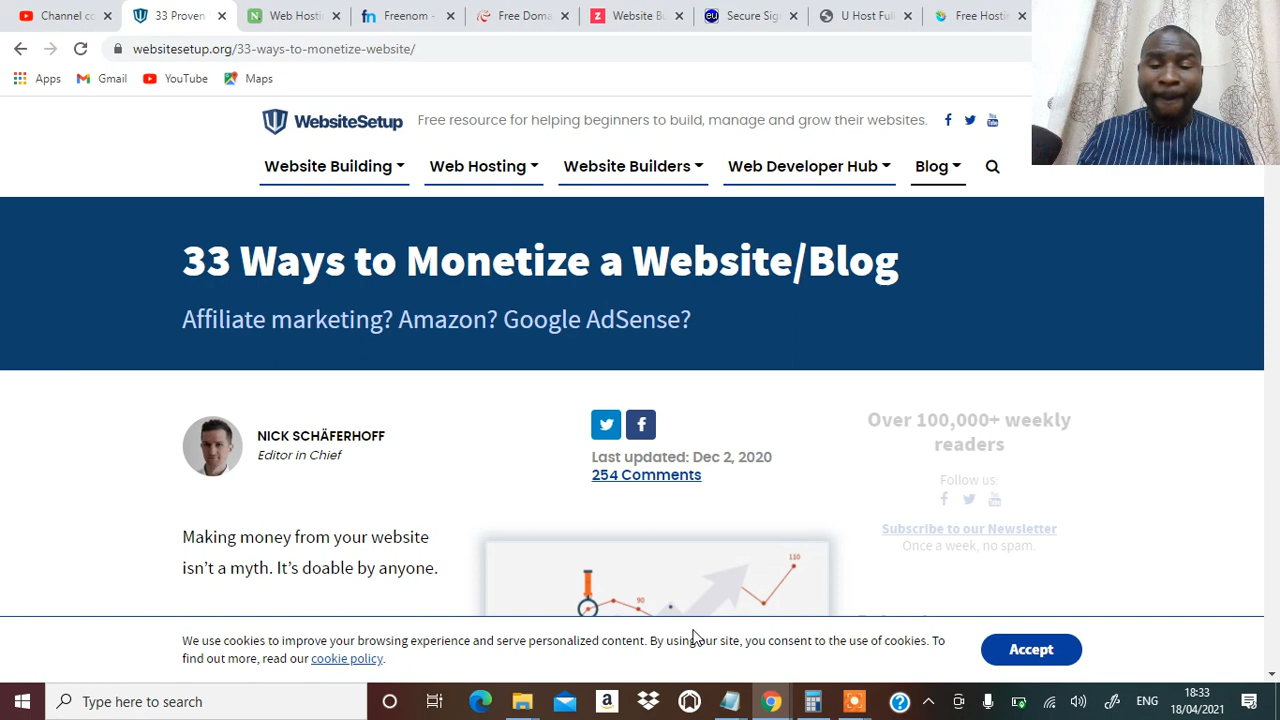 Channel co
33 Proven
Web Hosti
Freenom -
Free Doma
Website Bu
Secure Sig
U Host Full
Free Hostin
websitesetup.org/33-ways-to-monetize-website/
Apps Gmail YouTube Maps
WebsiteSetup Free resource for helping beginners to build, manage and grow their websites.
Website Building Web Hosting Website Builders Web Developer Hub Blog
33 Ways to Monetize a Website/Blog
Affiliate marketing? Amazon? Google AdSense?
NICK SCHÄFERHOFF
Editor in Chief
Last updated: Dec 2, 2020
254 Comments
Over 100,000+ weekly
readers
Follow us:
Subscribe to our Newsletter
Once a week, no spam.
Making money from your website
isn't a myth. It's doable by anyone.
110
90
We use cookies to improve your browsing experience and serve personalized content. By using our site, you consent to the use of cookies. To
find out more, read our cookie policy.
Accept
Type here to search
ENG
18:33
18/04/2021